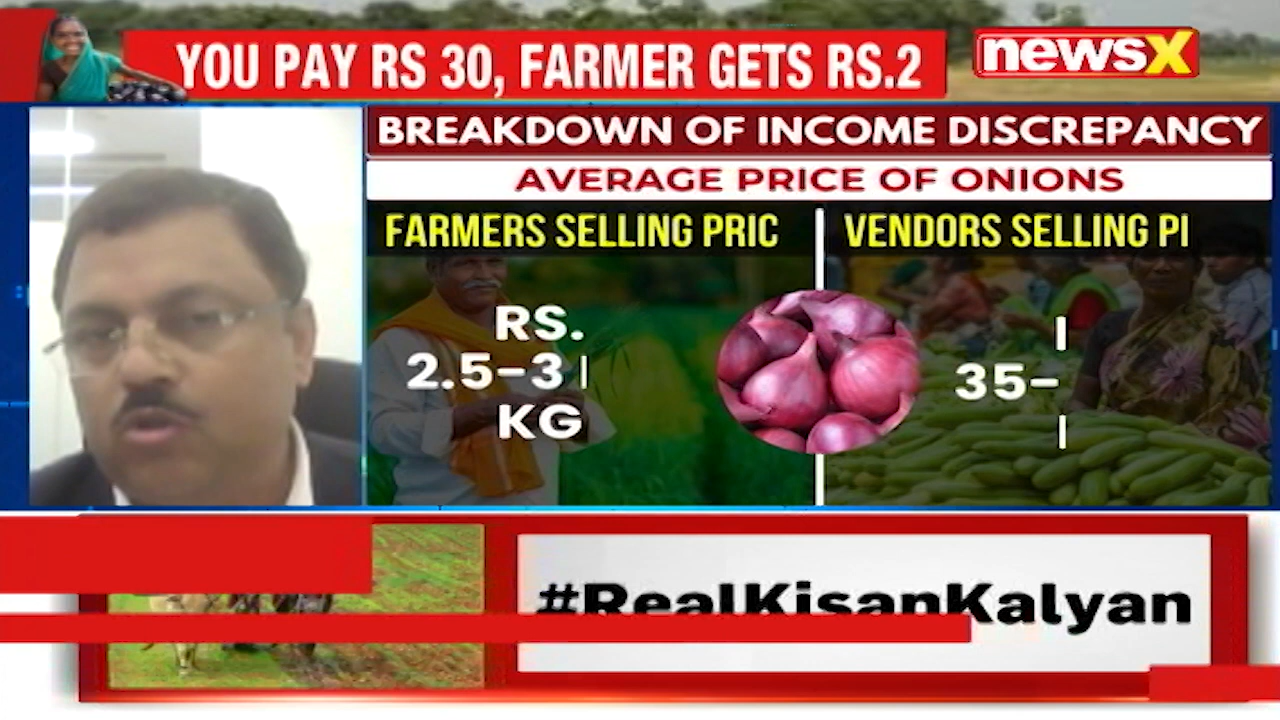 YOU PAY RS 30, FARMER GETS RS.2
newsX
BREAKDOWN OF INCOME DISCREPANCY
AVERAGE PRICE OF ONIONS
FARMERS SELLING PRIC
VENDORS SELLING PI
RS.
2.5-3
KG
35-
#RealKisanKalyan